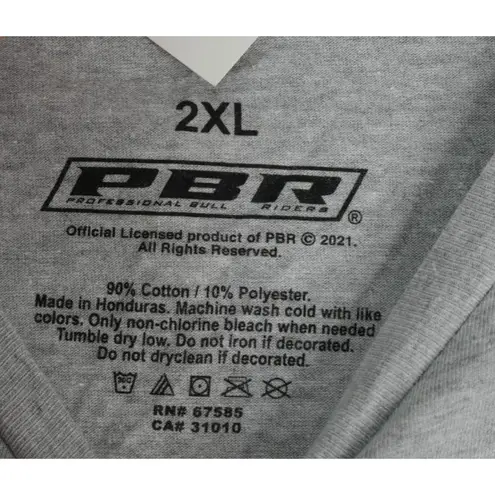 2XL
PBR
PROFESSIONAL BULL RIDERS
®
Official Licensed product of PBR © 2021.
All Rights Reserved.
90% Cotton / 10% Polyester.
Made in Honduras. Machine wash cold with like
colors. Only non-chlorine bleach when needed
Tumble dry low. Do not iron if decorated.
Do not dryclean if decorated.
RN# 67585
CA# 31010